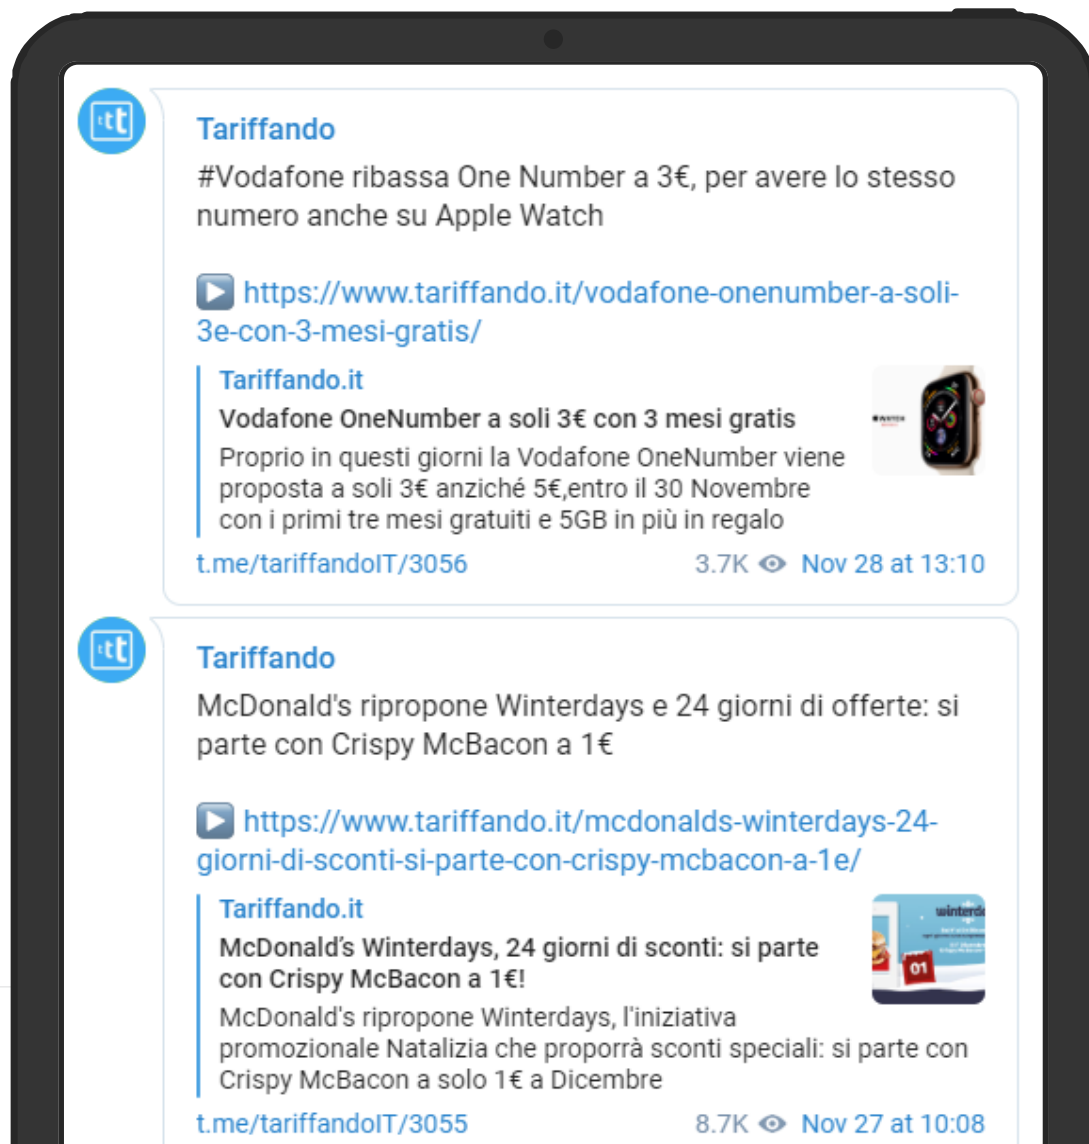 Tariffando
#Vodafone ribassa One Number a 3€, per avere lo stesso
numero anche su Apple Watch
https://www.tariffando.it/vodafone-onenumber-a-soli-
3e-con-3-mesi-gratis/
Tariffando.it
Vodafone OneNumber a soli 3€ con 3 mesi gratis
Proprio in questi giorni la Vodafone OneNumber viene
proposta a soli 3€ anziché 5€,entro il 30 Novembre
con i primi tre mesi gratuiti e 5GB in più in regalo
WATCH
t.me/tariffandoIT/3056 3.7K Nov 28 at 13:10
Tariffando
McDonald's ripropone Winterdays e 24 giorni di offerte: si
parte con Crispy McBacon a 1€
https://www.tariffando.it/mcdonalds-winterdays-24-
giorni-di-sconti-si-parte-con-crispy-mcbacon-a-1e/
Tariffando.it
McDonald’s Winterdays, 24 giorni di sconti: si parte
con Crispy McBacon a 1€!
McDonald's ripropone Winterdays, l'iniziativa
promozionale Natalizia che proporrà sconti speciali: si parte con
Crispy McBacon a solo 1€ a Dicembre
winterd
01
t.me/tariffandoIT/3055 8.7K Nov 27 at 10:08